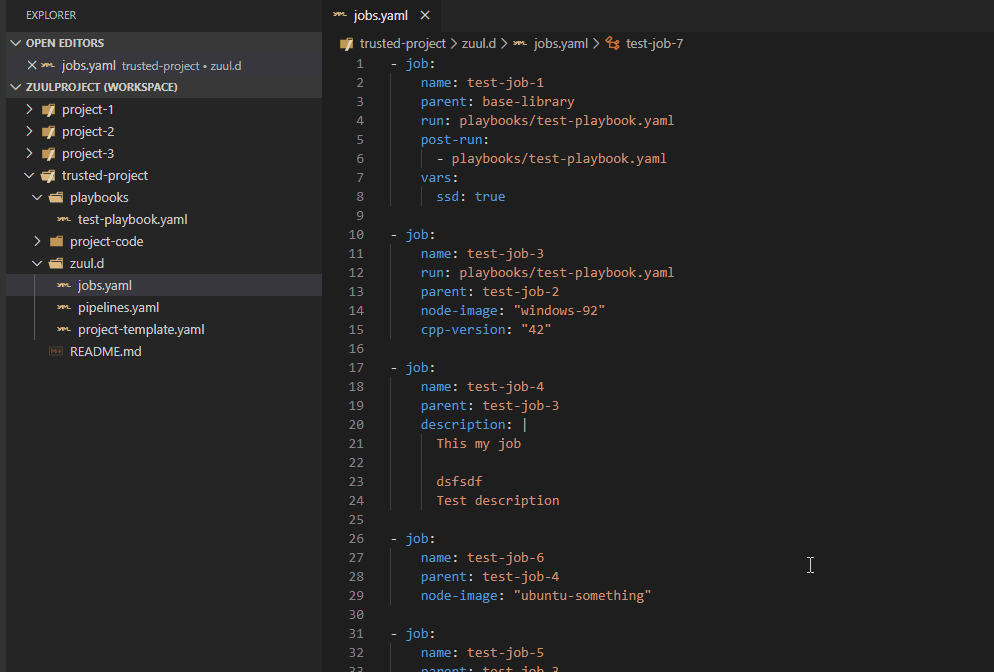 EXPLORER
OPEN EDITORS
jobs.yaml trusted-project • zuul.d
ZUULPROJECT (WORKSPACE)
project-1
project-2
project-3
trusted-project
playbooks
test-playbook.yaml
project-code
zuul.d
jobs.yaml
pipelines.yaml
project-template.yaml
README.md
jobs.yaml
trusted-project > zuul.d > jobs.yaml > test-job-7
1 - job:
2 name: test-job-1
3 parent: base-library
4 run: playbooks/test-playbook.yaml
5 post-run:
6 - playbooks/test-playbook.yaml
7 vars:
8 ssd: true
9
10 - job:
11 name: test-job-3
12 run: playbooks/test-playbook.yaml
13 parent: test-job-2
14 node-image: "windows-92"
15 cpp-version: "42"
16
17 - job:
18 name: test-job-4
19 parent: test-job-3
20 description: |
21 This my job
22
23 dsfsdf
24 Test description
25
26 - job:
27 name: test-job-6
28 parent: test-job-4
29 node-image: "ubuntu-something"
30
31 - job:
32 name: test-job-5
33 parent: test-job-3